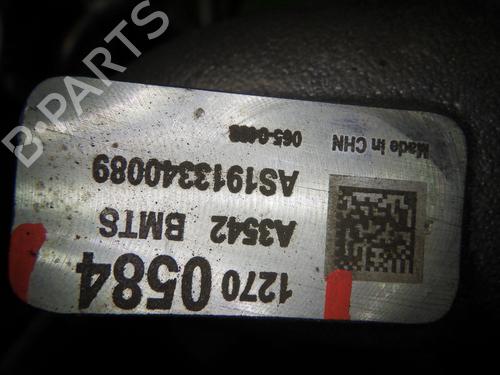 B-PARTS
1270 0584
A3542 BMTS
AS1913340089
065-0488
Made in CHN